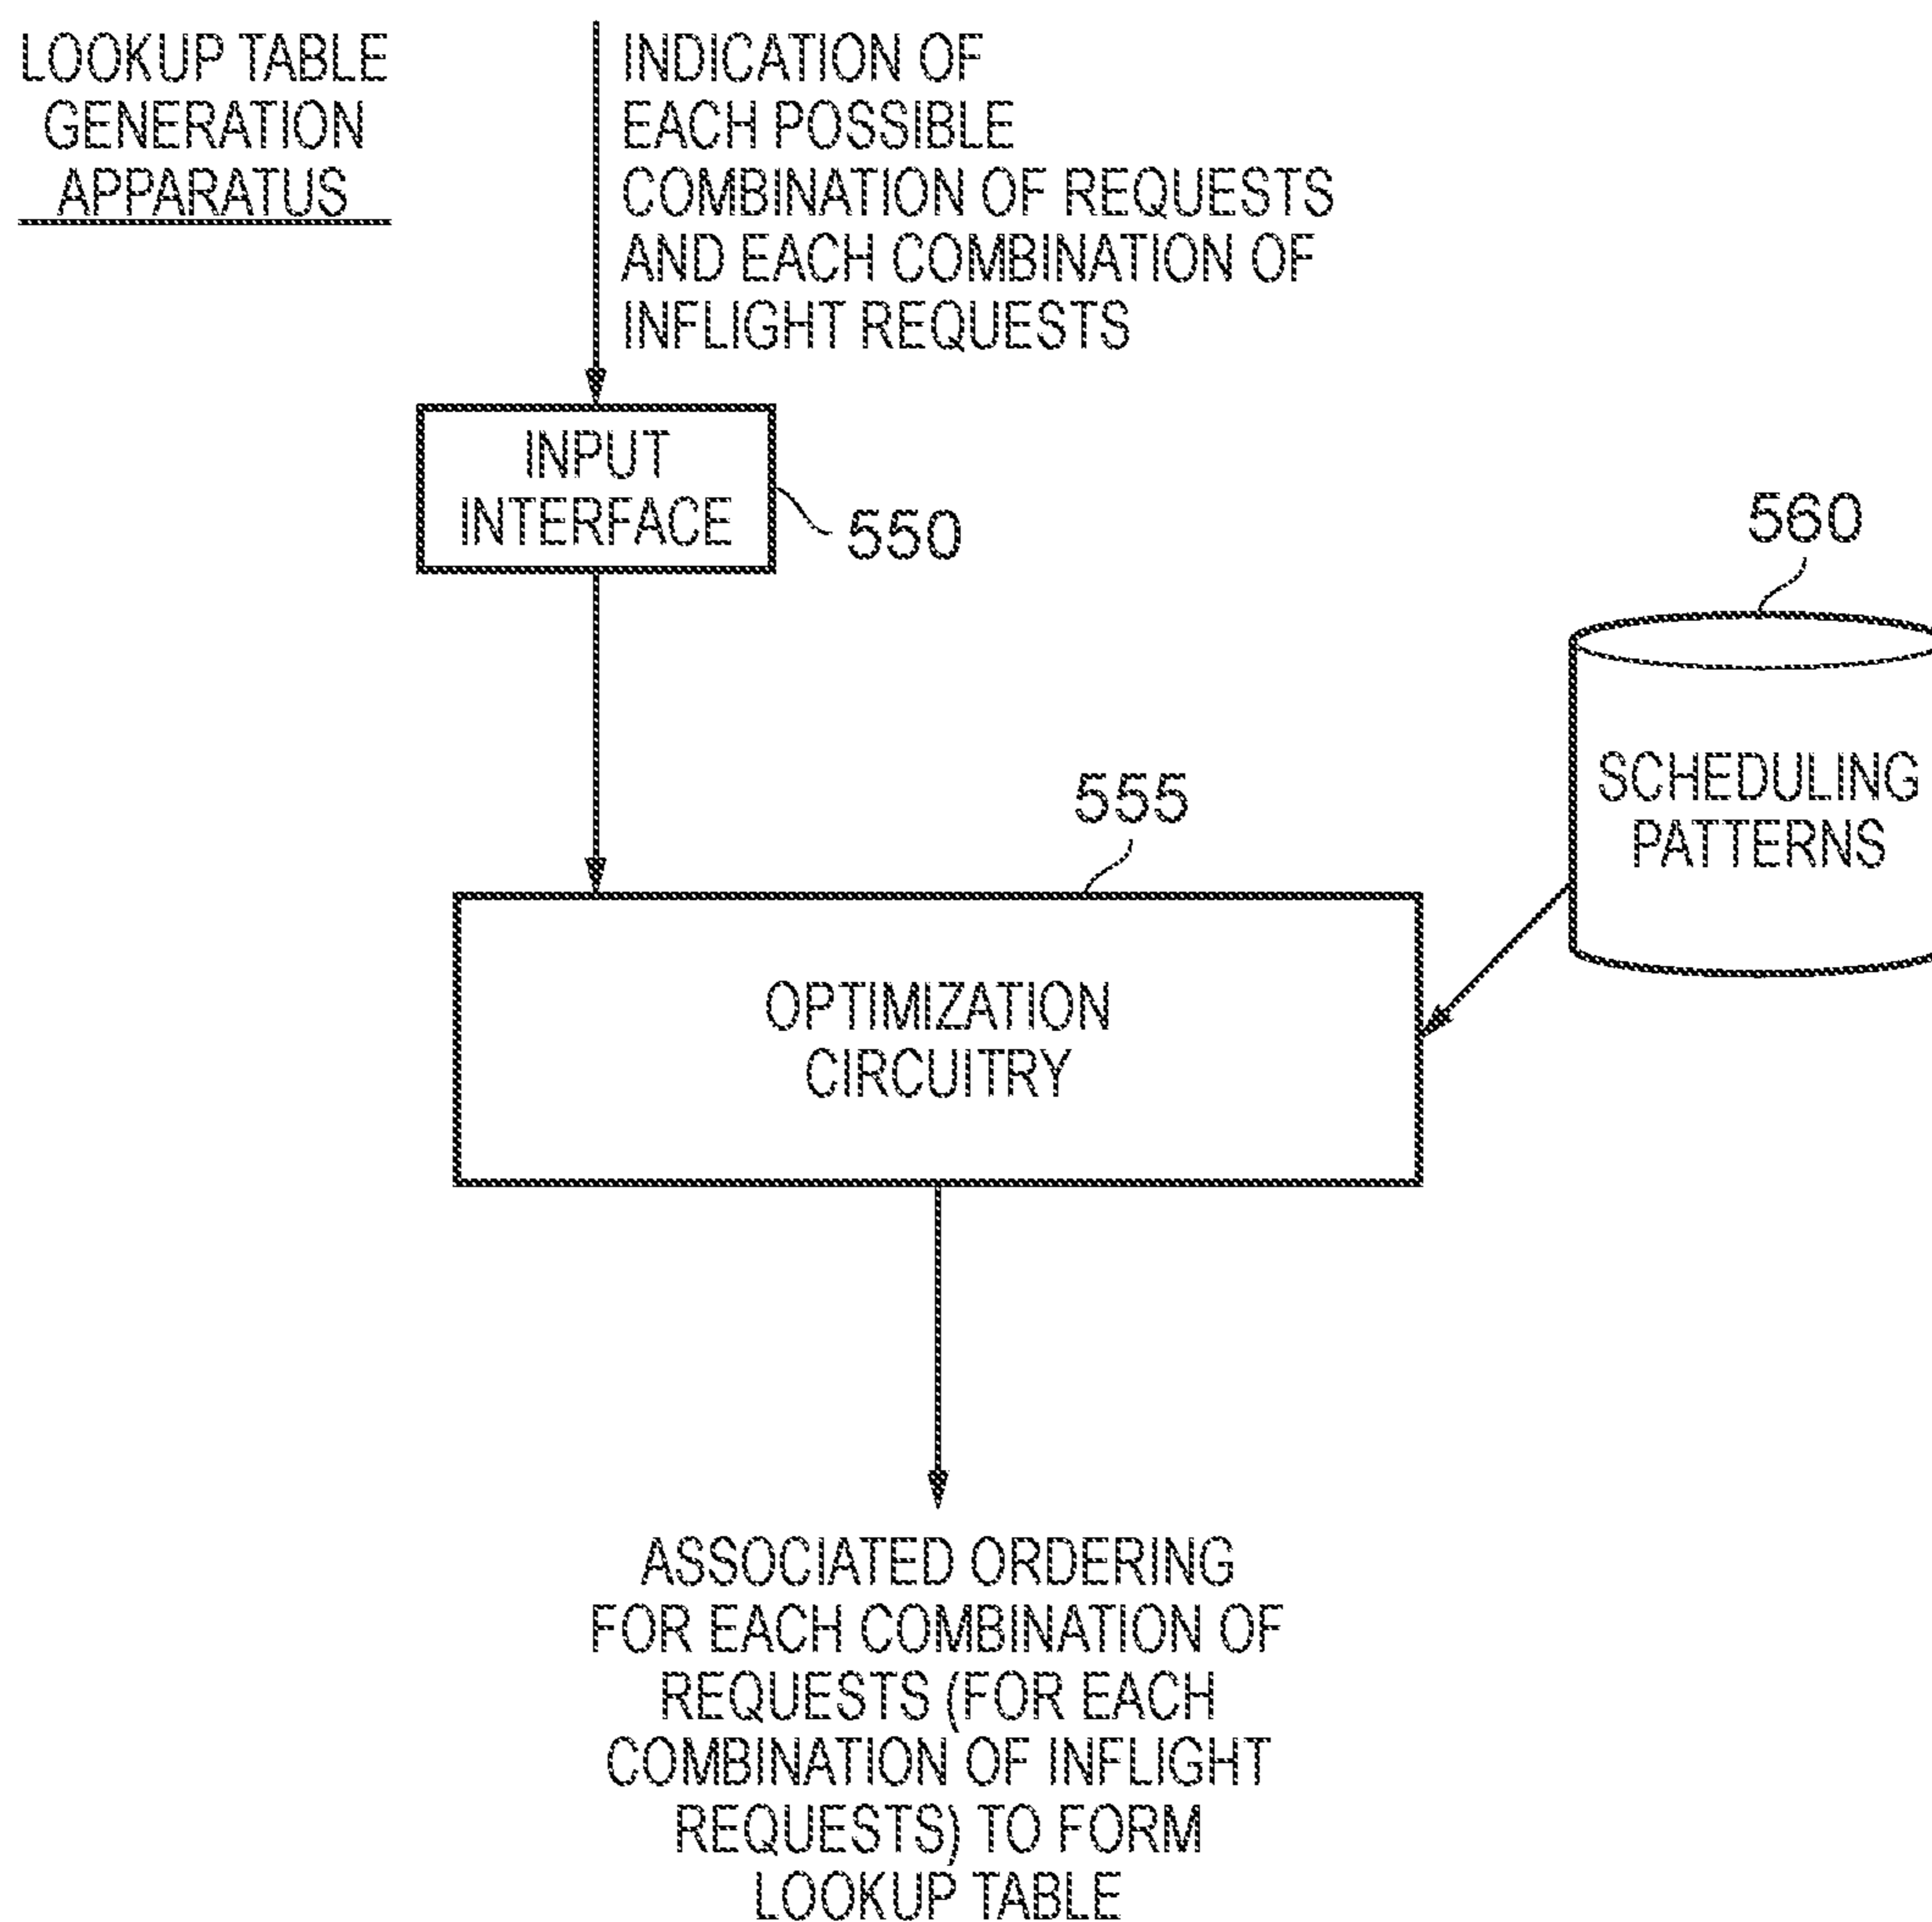 LOOKUP TABLE
GENERATION
APPARATUS
INDICATION OF
EACH POSSIBLE
COMBINATION OF REQUESTS
AND EACH COMBINATION OF
INFLIGHT REQUESTS
INPUT
INTERFACE
550
560
SCHEDULING
PATTERNS
555
OPTIMIZATION
CIRCUITRY
ASSOCIATED ORDERING
FOR EACH COMBINATION OF
REQUESTS (FOR EACH
COMBINATION OF INFLIGHT
REQUESTS) TO FORM
LOOKUP TABLE